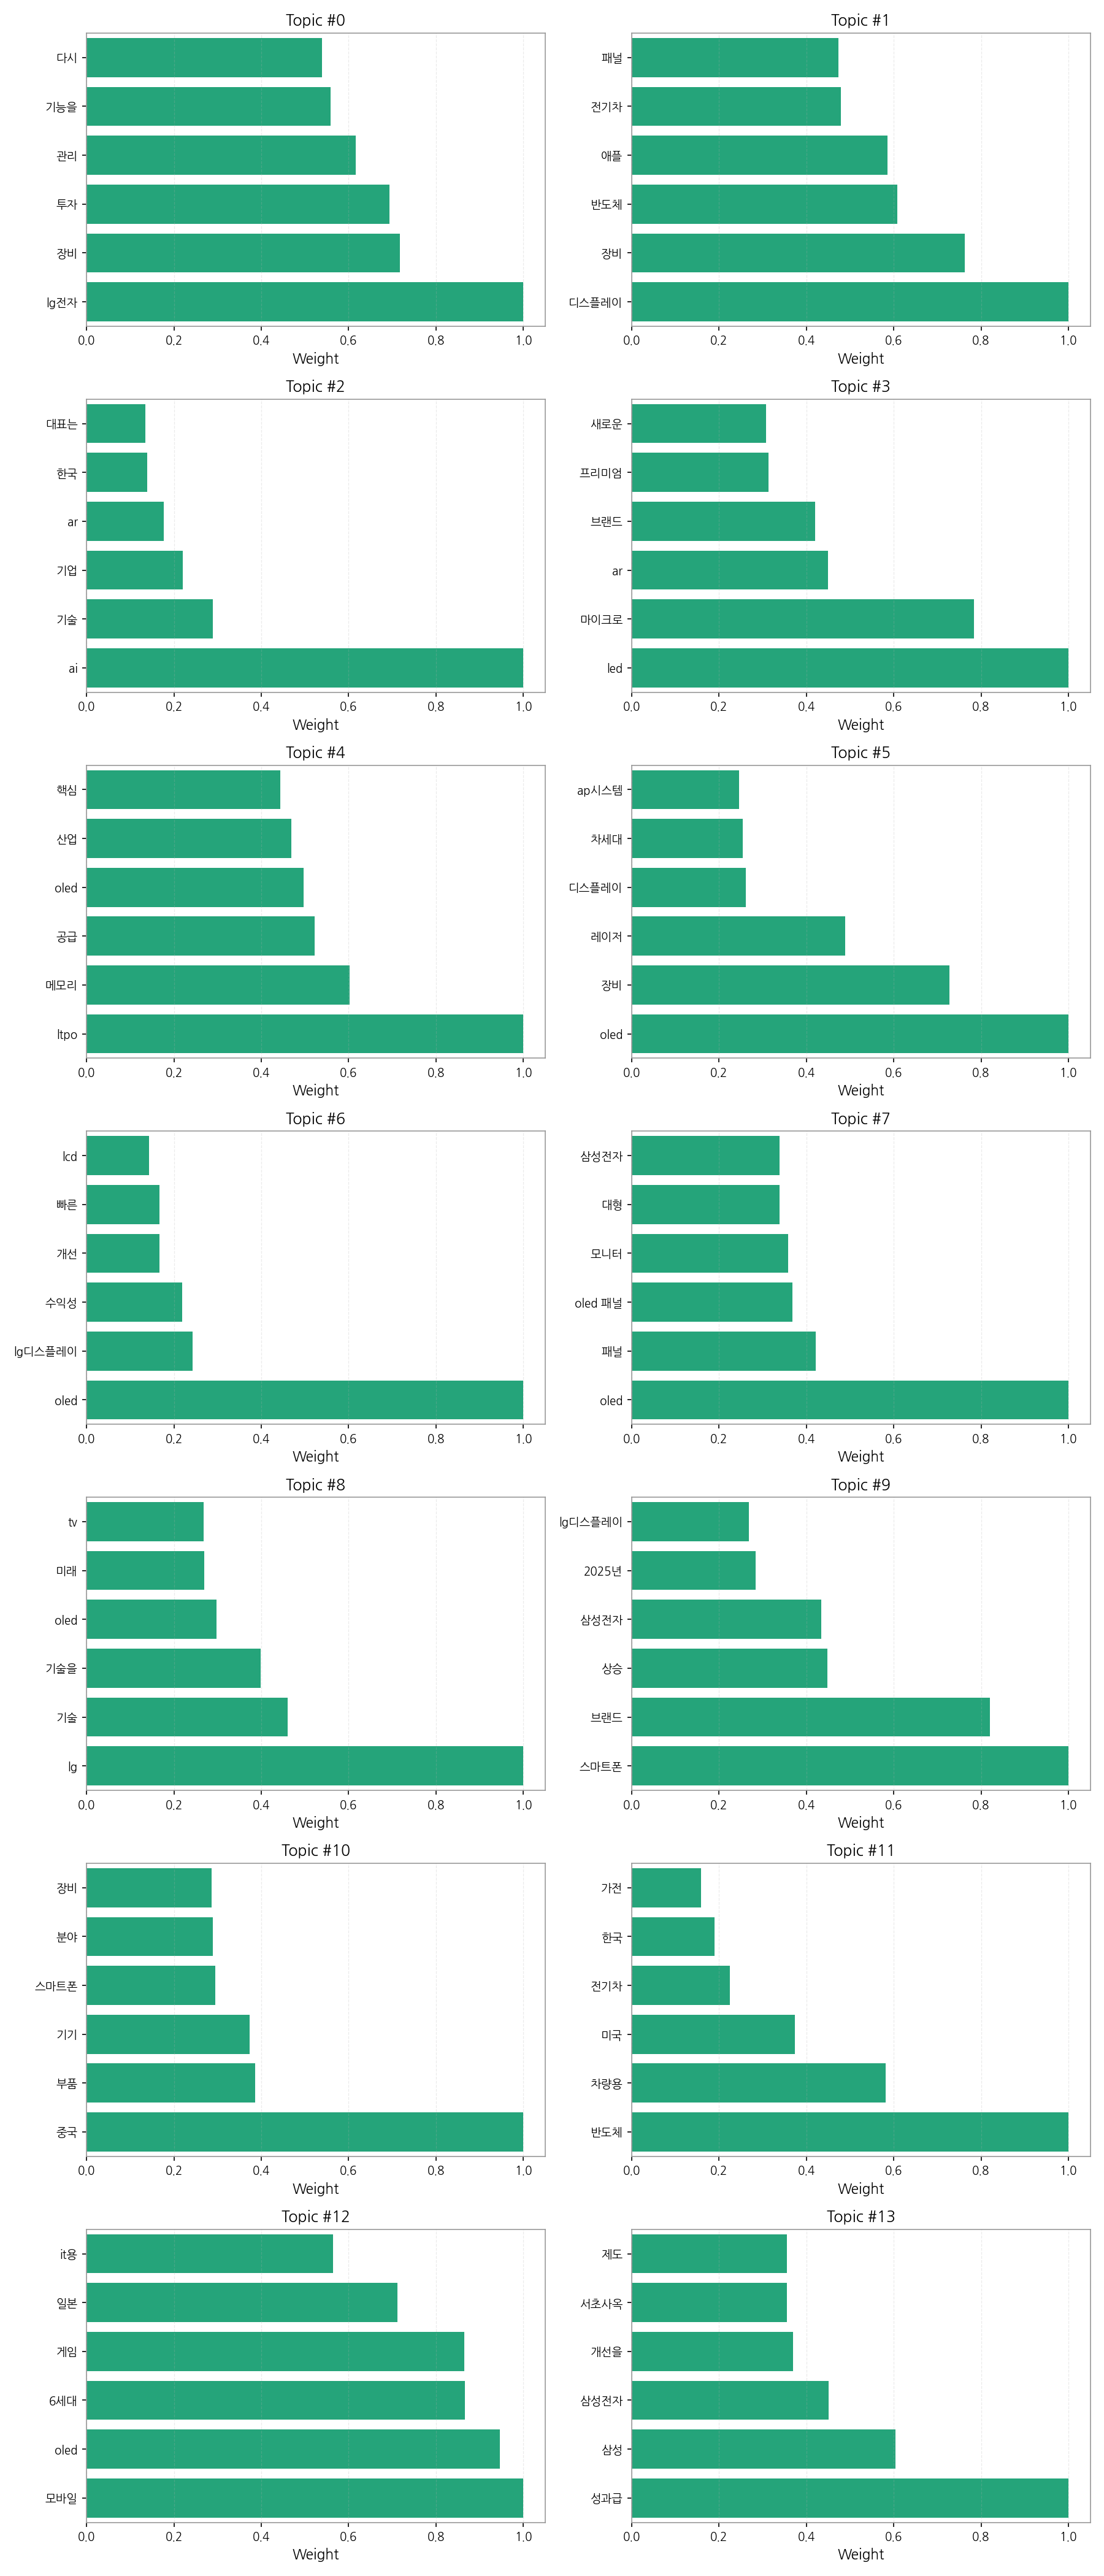 Topic #0
다시
기능을
관리
투자
장비
lg전자
0.0 0.2 0.4 0.6 0.8 1.0
Weight
Topic #1
패널
전기차
애플
반도체
장비
디스플레이
0.0 0.2 0.4 0.6 0.8 1.0
Weight
Topic #2
대표는
한국
ar
기업
기술
ai
0.0 0.2 0.4 0.6 0.8 1.0
Weight
Topic #3
새로운
프리미엄
브랜드
ar
마이크로
led
0.0 0.2 0.4 0.6 0.8 1.0
Weight
Topic #4
핵심
산업
oled
공급
메모리
ltpo
0.0 0.2 0.4 0.6 0.8 1.0
Weight
Topic #5
ap시스템
차세대
디스플레이
레이저
장비
oled
0.0 0.2 0.4 0.6 0.8 1.0
Weight
Topic #6
lcd
빠른
개선
수익성
lg디스플레이
oled
0.0 0.2 0.4 0.6 0.8 1.0
Weight
Topic #7
삼성전자
대형
모니터
oled 패널
패널
oled
0.0 0.2 0.4 0.6 0.8 1.0
Weight
Topic #8
tv
미래
oled
기술을
기술
lg
0.0 0.2 0.4 0.6 0.8 1.0
Weight
Topic #9
lg디스플레이
2025년
삼성전자
상승
브랜드
스마트폰
0.0 0.2 0.4 0.6 0.8 1.0
Weight
Topic #10
장비
분야
스마트폰
기기
부품
중국
0.0 0.2 0.4 0.6 0.8 1.0
Weight
Topic #11
가전
한국
전기차
미국
차량용
반도체
0.0 0.2 0.4 0.6 0.8 1.0
Weight
Topic #12
it용
일본
게임
6세대
oled
모바일
0.0 0.2 0.4 0.6 0.8 1.0
Weight
Topic #13
제도
서초사옥
개선을
삼성전자
삼성
성과급
0.0 0.2 0.4 0.6 0.8 1.0
Weight